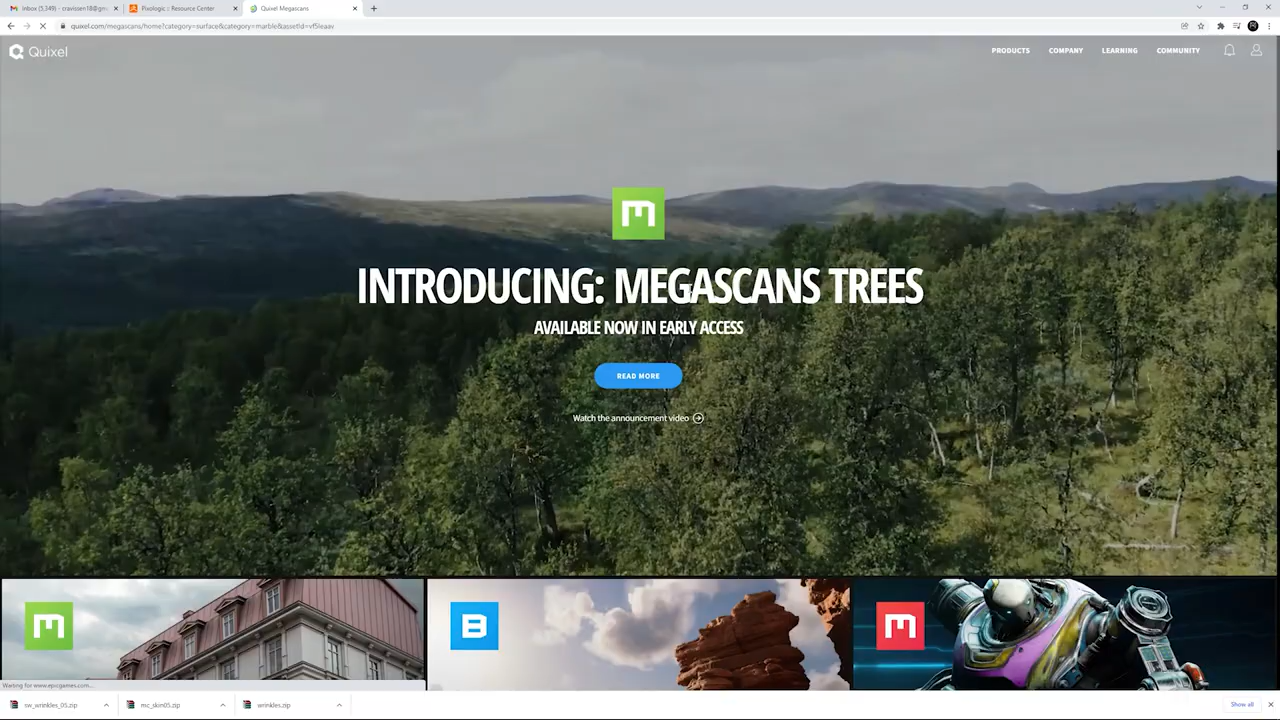 Inbox (5,349) - cravissen18@gm
Pixologic :: Resource Center
Quixel Megascans
quixel.com/megascans/home?category=surface&category=marble&assetId=vf5leaav
Quixel
PRODUCTS COMPANY LEARNING COMMUNITY
INTRODUCING: MEGASCANS TREES
AVAILABLE NOW IN EARLY ACCESS
READ MORE
Watch the announcement video
B
Waiting for www.epicgames.com...
sw_wrinkles_05.zip
mc_skin05.zip
wrinkles.zip
Show all